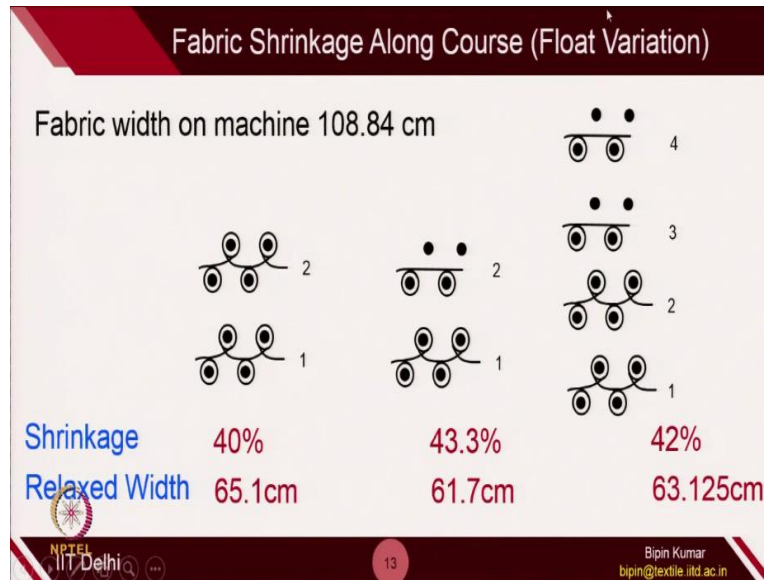 Fabric Shrinkage Along Course (Float Variation)
Fabric width on machine 108.84 cm
4
3
2 2 2
1 1 1
Shrinkage 40% 43.3% 42%
Relaxed Width 65.1cm 61.7cm 63.125cm
NPTEL
IIT Delhi
13
Bipin Kumar
bipin@textile.iitd.ac.in